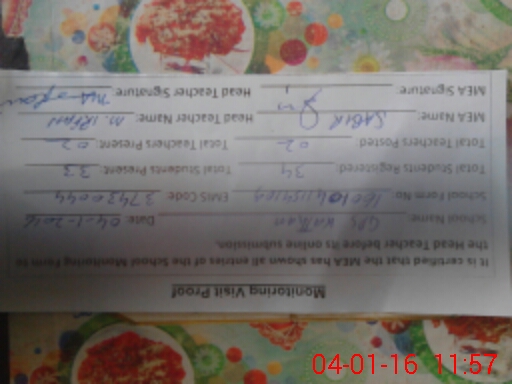 Monitoring Visit Proof
It is certified that the MEA has shown all entries of the School Monitoring Form to
the Head Teacher before its online submission.
School Name: GPS Date: 04-1-2016
School Form No: EMIS Code: 37430044
Total Students Registered: 34 Total Students Present: 33
Total Teachers Posted: 02 Total Teachers Present: 02
MEA Name: SABIR Head Teacher Name: M. IRFAN
MEA Signature: Head Teacher Signature:
04-01-16 11:57